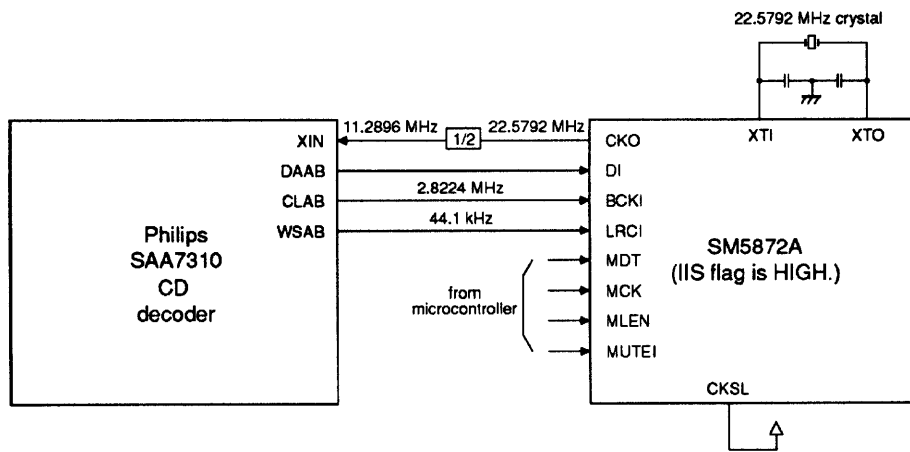 22.5792 MHz crystal
11.2896 MHz
1/2
22.5792 MHz
XIN
DAAB
CLAB
WSAB
2.8224 MHz
44.1 kHz
Philips
SAA7310
CD
decoder
from
microcontroller
CKO
DI
BCKI
LRCI
MDT
MCK
MLEN
MUTEI
XTI
XTO
SM5872A
(IIS flag is HIGH.)
CKSL